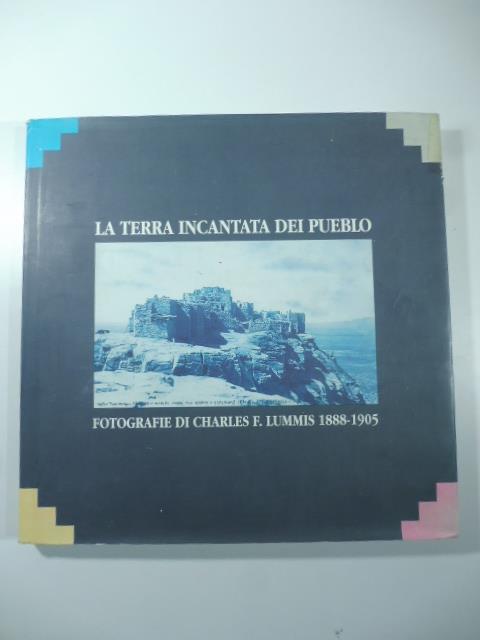 LA TERRA INCANTATA DEI PUEBLO
FOTOGRAFIE DI CHARLES F. LUMMIS 1888-1905